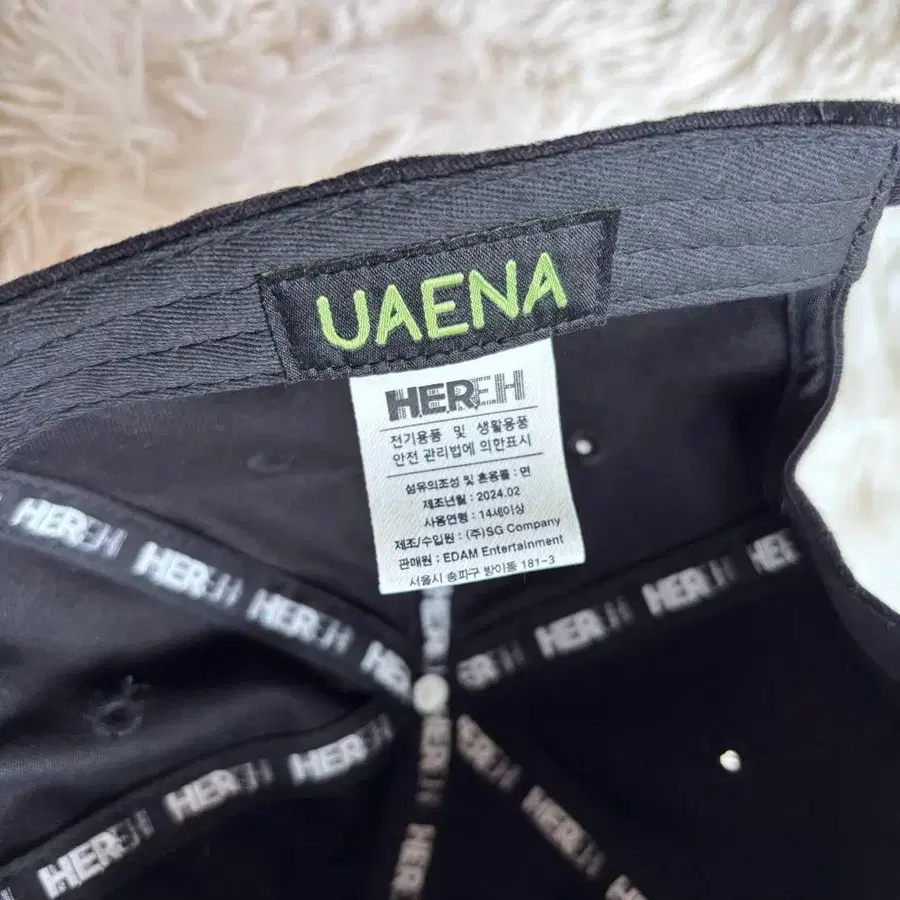 UAENA
HEREH
전기용품 및 생활용품
안전 관리법에 의한표시
섬유의조성 및 혼용률 : 면
제조년월 : 2024.02
사용연령 : 14세이상
제조/수입원 : (주)SG Company
판매원 : EDAM Entertainment
서울시 송파구 방이동 181-3
HEREH HEREH HEREH HE
EREH HEREH HEREH HE
HEREH HEREH HEREH